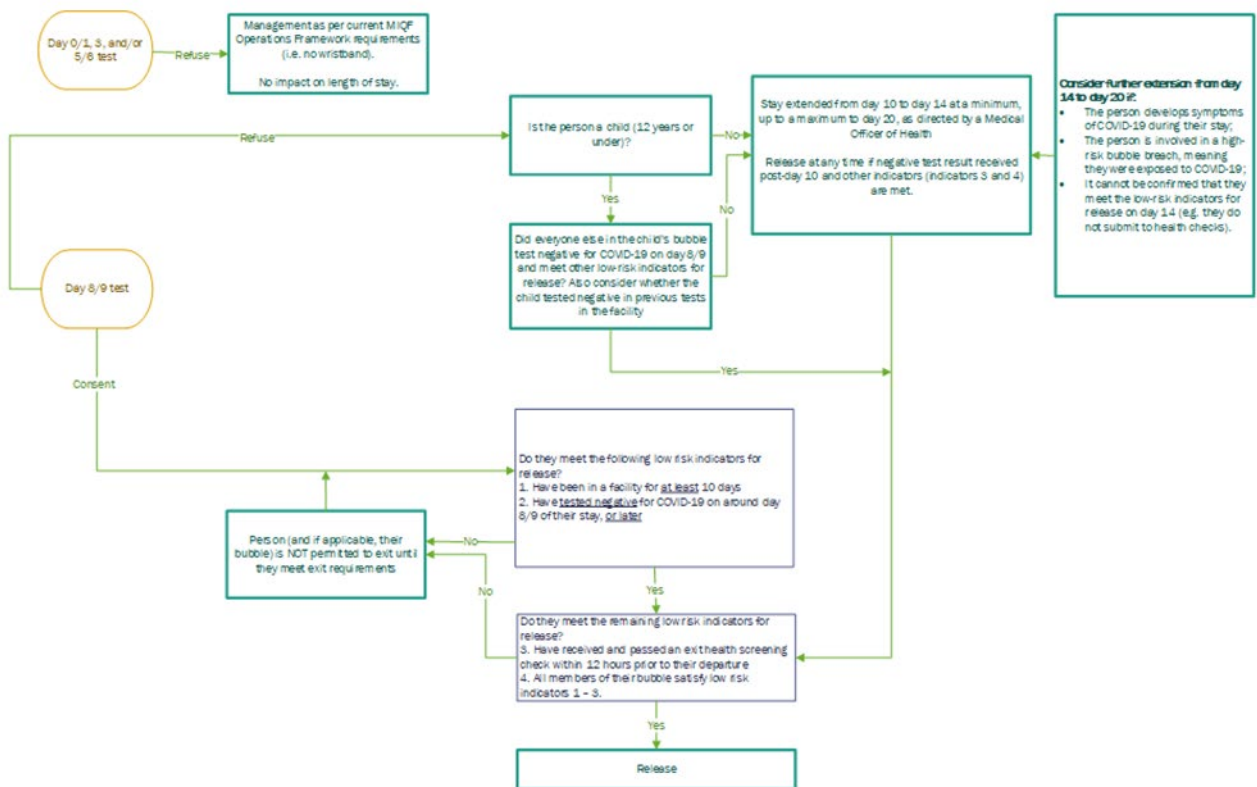 Day 0/1, 3, and/or
5/6 test
Refuse
Management as per current MIQF
Operations Framework requirements
(i.e. no wristband).
No impact on length of stay.
Refuse
Is the person a child (12 years or
under)?
No
Yes
No
Stay extended from day 10 to day 14 at a minimum,
up to a maximum to day 20, as directed by a Medical
Officer of Health
Release at any time if negative test result received
post-day 10 and other indicators (indicators 3 and 4)
are met.
Consider further extension from day
14 to day 20 if:
• The person develops symptoms
of COVID-19 during their stay;
• The person is involved in a high-
risk bubble breach, meaning
they were exposed to COVID-19;
• It cannot be confirmed that they
meet the low-risk indicators for
release on day 14 (e.g. they do
not submit to health checks).
Did everyone else in the child's bubble
test negative for COVID-19 on day 8/9
and meet other low-risk indicators for
release? Also consider whether the
child tested negative in previous tests
in the facility
Yes
Day 8/9 test
Consent
Do they meet the following low risk indicators for
release?
1. Have been in a facility for at least 10 days
2. Have tested negative for COVID-19 on around day
8/9 of their stay, or later
No
Person (and if applicable, their
bubble) is NOT permitted to exit until
they meet exit requirements
No
Yes
Do they meet the remaining low risk indicators for
release?
3. Have received and passed an exit health screening
check within 12 hours prior to their departure
4. All members of their bubble satisfy low risk
indicators 1 – 3.
Yes
Release